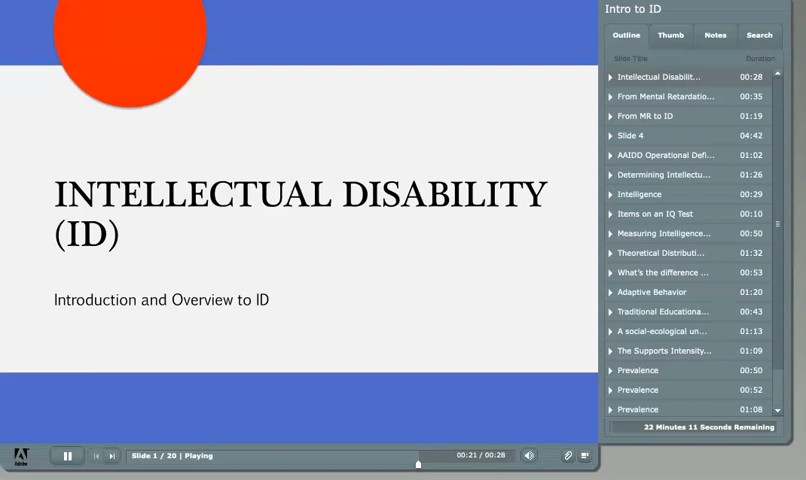 INTELLECTUAL DISABILITY
(ID)
Introduction and Overview to ID
Adobe
Slide 1 / 20 | Playing
00:21 / 00:28
Intro to ID
Outline Thumb Notes Search
Slide Title Duration
Intellectual Disabilit... 00:28
From Mental Retardatio... 00:35
From MR to ID 01:19
Slide 4 04:42
AAIDD Operational Defi... 01:02
Determining Intellectu... 01:26
Intelligence 00:29
Items on an IQ Test 00:10
Measuring Intelligence... 00:50
Theoretical Distributi... 01:32
What's the difference ... 00:53
Adaptive Behavior 01:20
Traditional Educationa... 00:43
A social-ecological un... 01:13
The Supports Intensity... 01:09
Prevalence 00:50
Prevalence 00:52
Prevalence 01:08
22 Minutes 11 Seconds Remaining